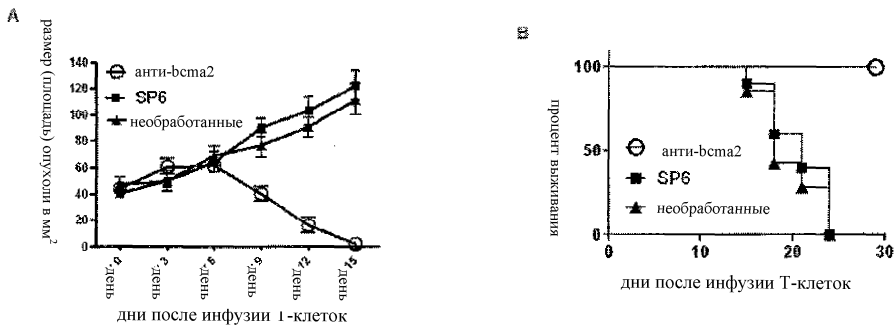 A
размер (площадь) опухоли в мм2
140
120
100
80
60
40
20
0
анти-bcma2
SP6
необработанные
день 0
день 3
день 6
день 9
день 12
день 15
дни после инфузии Т-клеток
B
процент выживания
100
50
0
анти-bcma2
SP6
необработанные
0
10
20
30
дни после инфузии Т-клеток